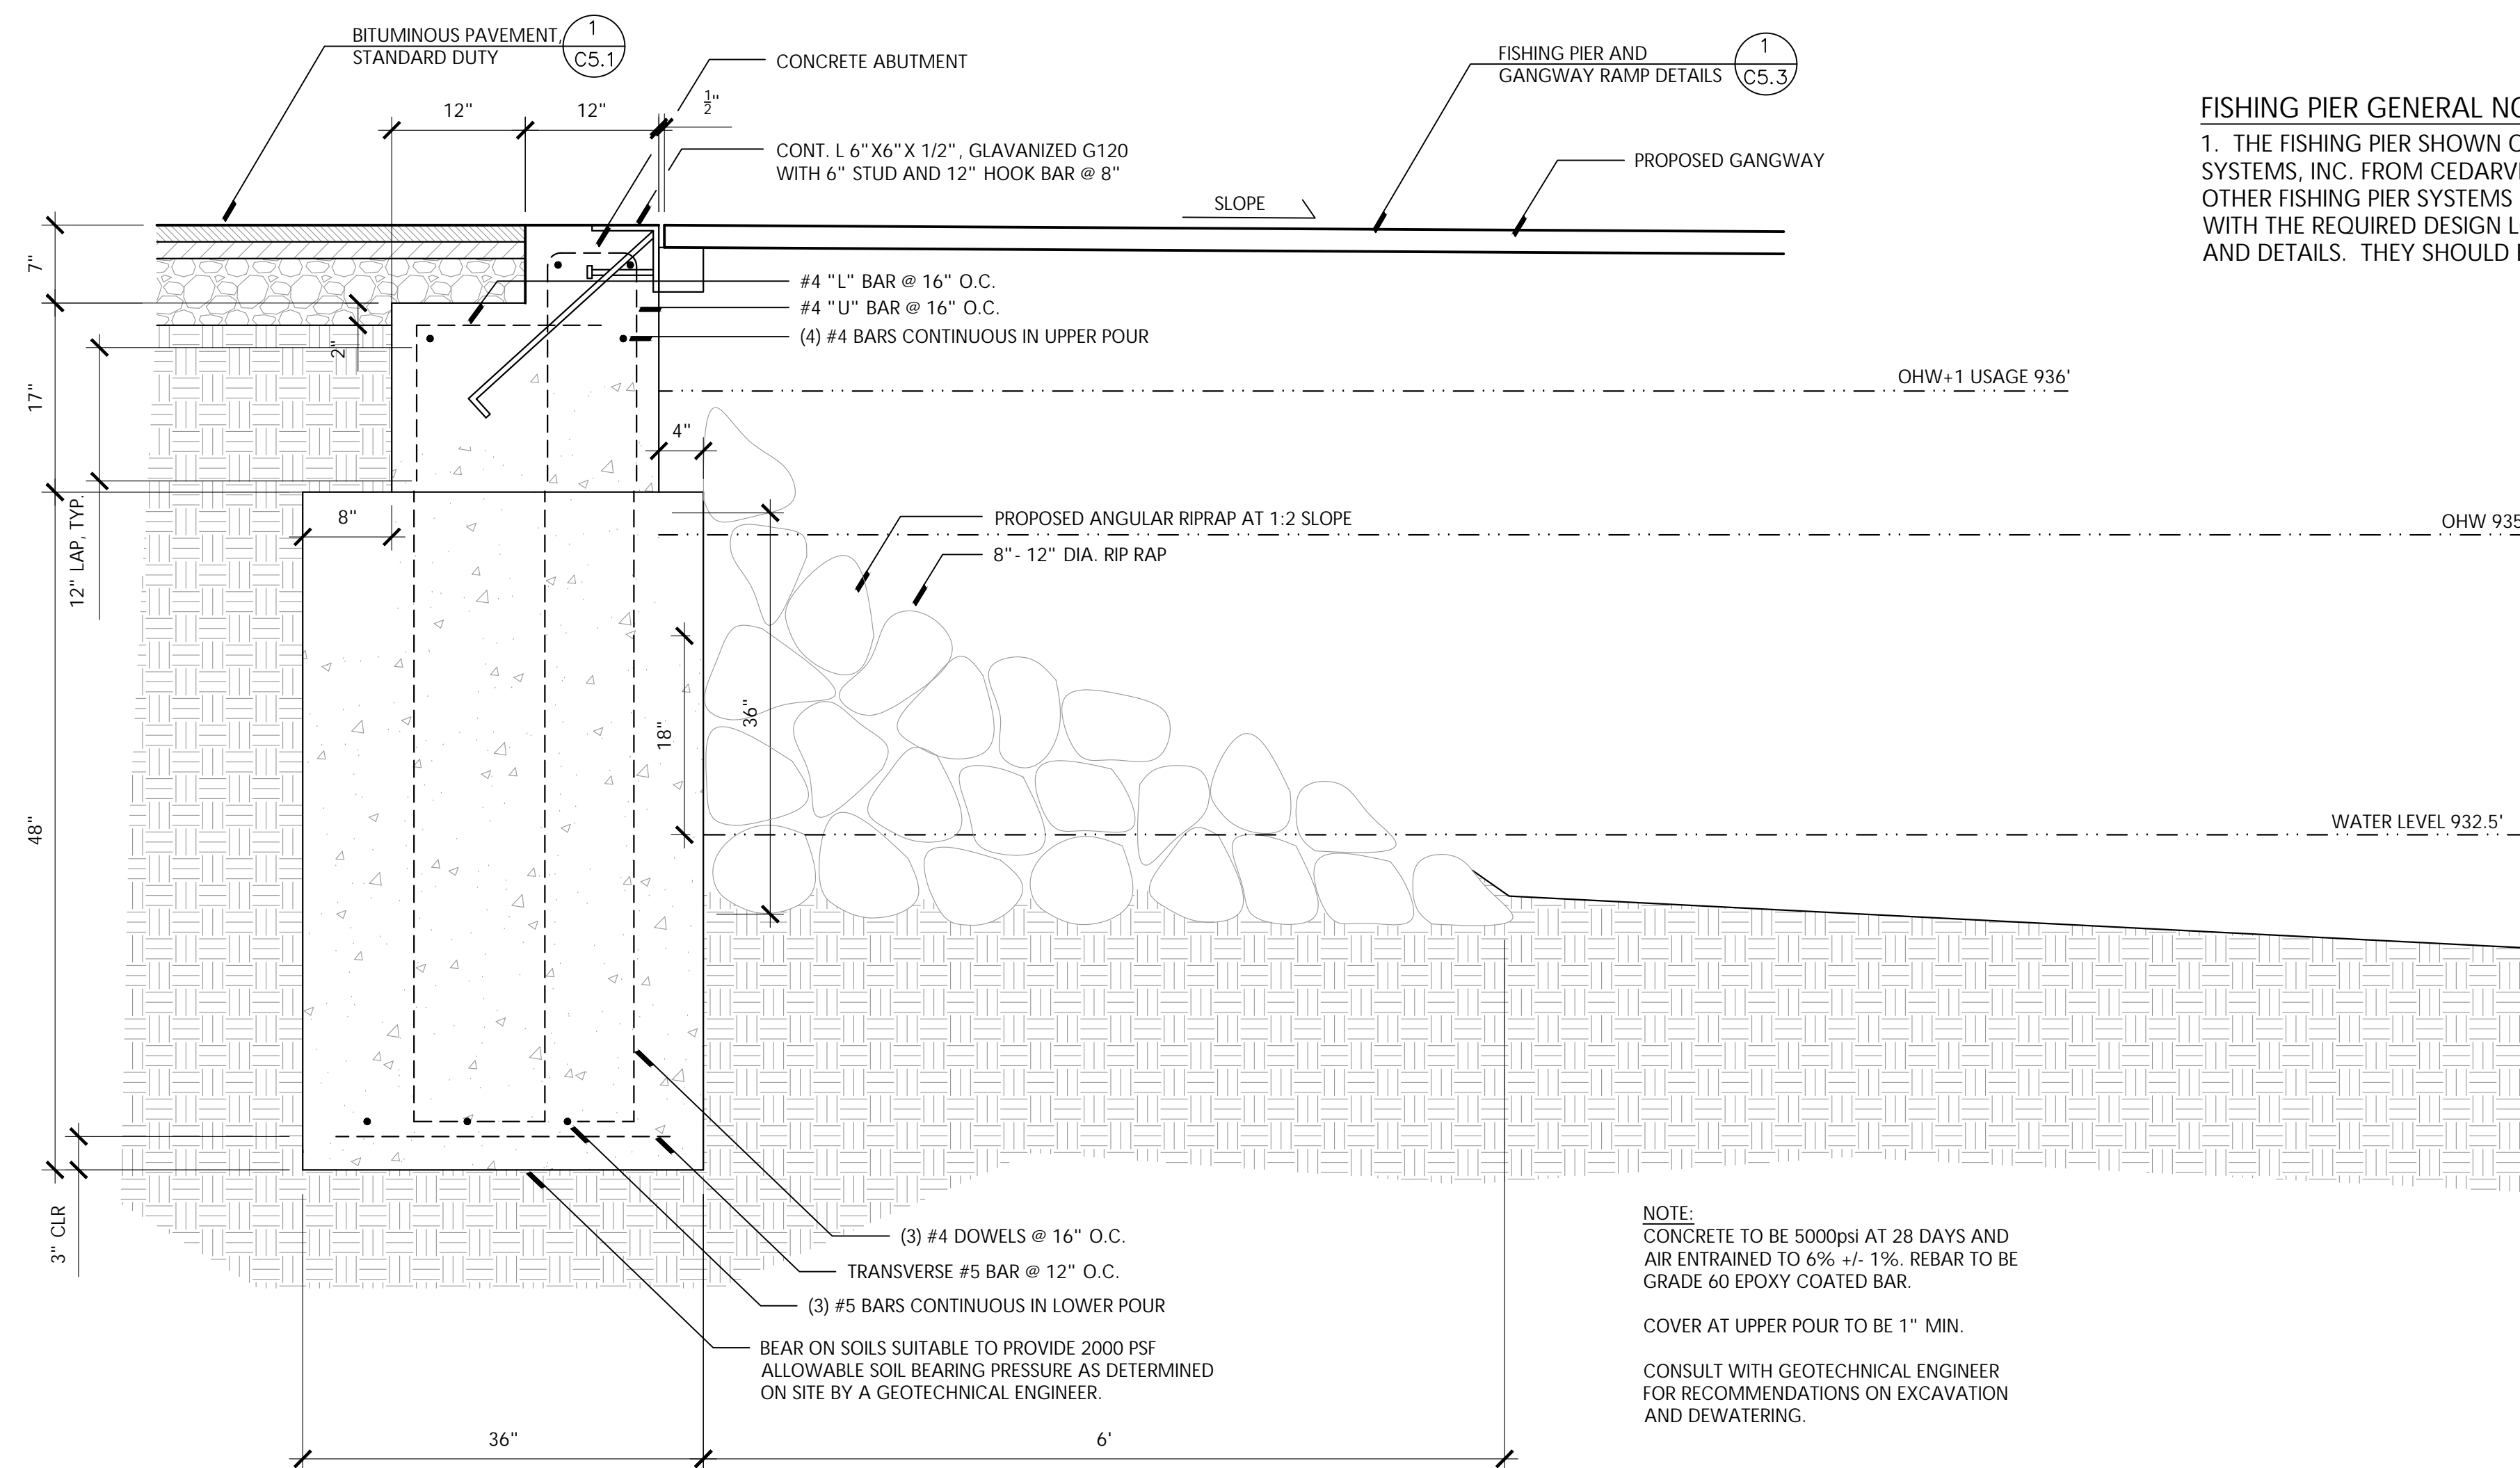 BITUMINOUS PAVEMENT,
STANDARD DUTY
1
C5.1
CONCRETE ABUTMENT
FISHING PIER AND
GANGWAY RAMP DETAILS
1
C5.3
12"
12"
1/2"
FISHING PIER GENERAL NO
1. THE FISHING PIER SHOWN
SYSTEMS, INC. FROM CEDARV
OTHER FISHING PIER SYSTEMS
WITH THE REQUIRED DESIGN L
AND DETAILS. THEY SHOULD
CONT. L 6"X6"X 1/2", GLAVANIZED G120
WITH 6" STUD AND 12" HOOK BAR @ 8"
PROPOSED GANGWAY
SLOPE
7"
#4 "L" BAR @ 16" O.C.
#4 "U" BAR @ 16" O.C.
(4) #4 BARS CONTINUOUS IN UPPER POUR
2"
17"
OHW+1 USAGE 936'
4"
12" LAP, TYP.
8"
PROPOSED ANGULAR RIPRAP AT 1:2 SLOPE
OHW 935
8"- 12" DIA. RIP RAP
36"
18"
48"
WATER LEVEL 932.5'
3" CLR
(3) #4 DOWELS @ 16" O.C.
TRANSVERSE #5 BAR @ 12" O.C.
(3) #5 BARS CONTINUOUS IN LOWER POUR
BEAR ON SOILS SUITABLE TO PROVIDE 2000 PSF
ALLOWABLE SOIL BEARING PRESSURE AS DETERMINED
ON SITE BY A GEOTECHNICAL ENGINEER.
NOTE:
CONCRETE TO BE 5000psi AT 28 DAYS AND
AIR ENTRAINED TO 6% +/- 1%. REBAR TO BE
GRADE 60 EPOXY COATED BAR.
COVER AT UPPER POUR TO BE 1" MIN.
CONSULT WITH GEOTECHNICAL ENGINEER
FOR RECOMMENDATIONS ON EXCAVATION
AND DEWATERING.
36"
6'